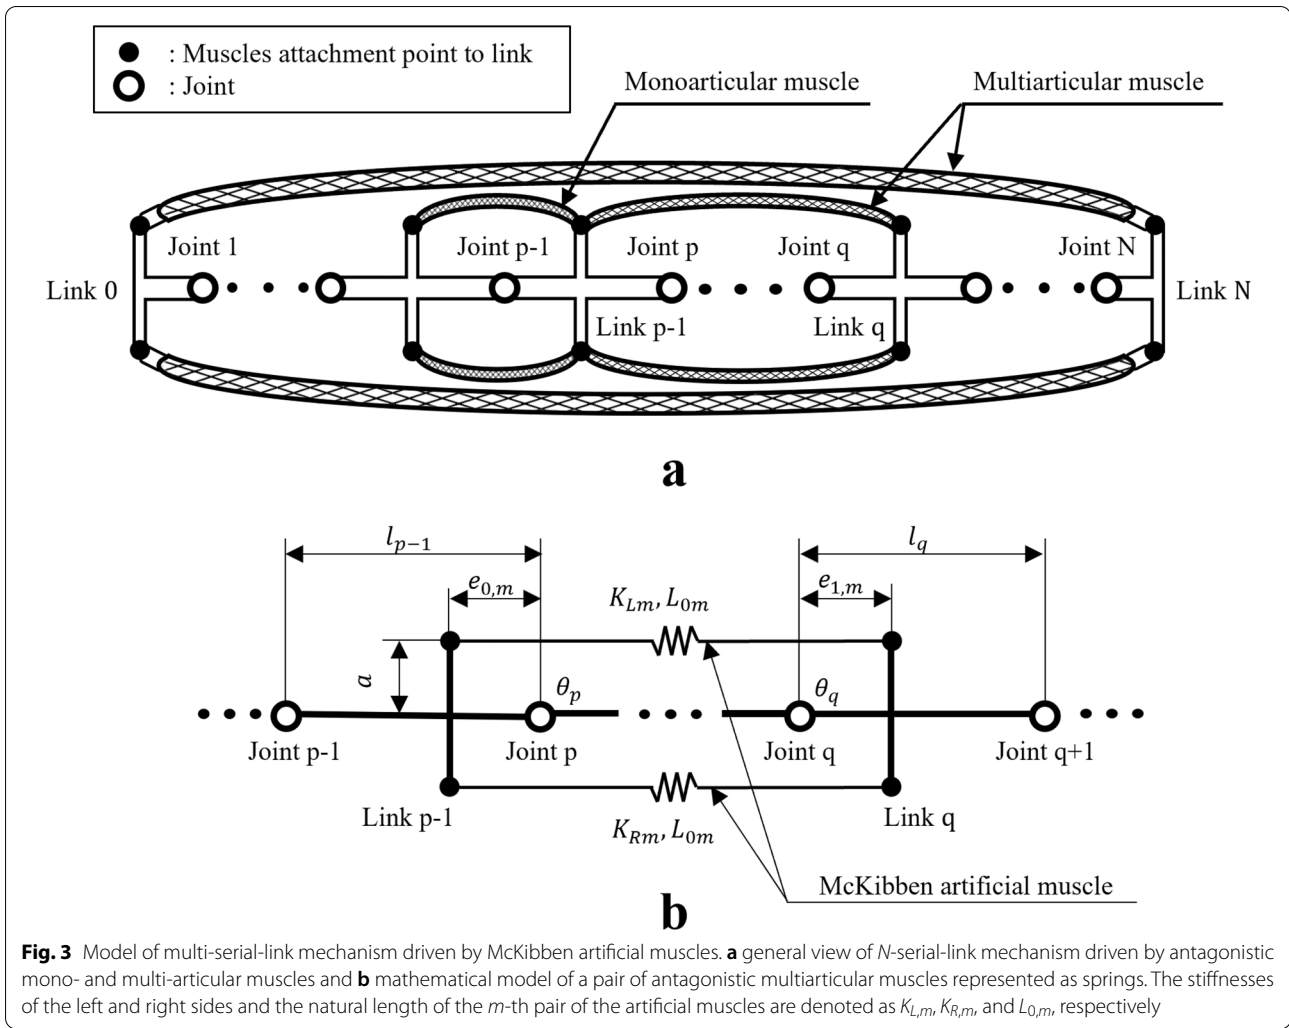 : Muscles attachment point to link
: Joint
Monoarticular muscle
Multiarticular muscle
Joint 1
Joint p-1
Joint p
Joint q
Joint N
Link 0
Link N
Link p-1
Link q
a
l_{p−1}
l_q
e_{0,m}
K_{Lm}, L_{0m}
e_{1,m}
a
θ_p
θ_q
Joint p-1
Joint p
Joint q
Joint q+1
Link p-1
Link q
K_{Rm}, L_{0m}
McKibben artificial muscle
b
Fig. 3 Model of multi-serial-link mechanism driven by McKibben artificial muscles. a general view of N-serial-link mechanism driven by antagonistic
mono- and multi-articular muscles and b mathematical model of a pair of antagonistic multiarticular muscles represented as springs. The stiffnesses
of the left and right sides and the natural length of the m-th pair of the artificial muscles are denoted as K_{L,m}, K_{R,m}, and L_{0,m}, respectively